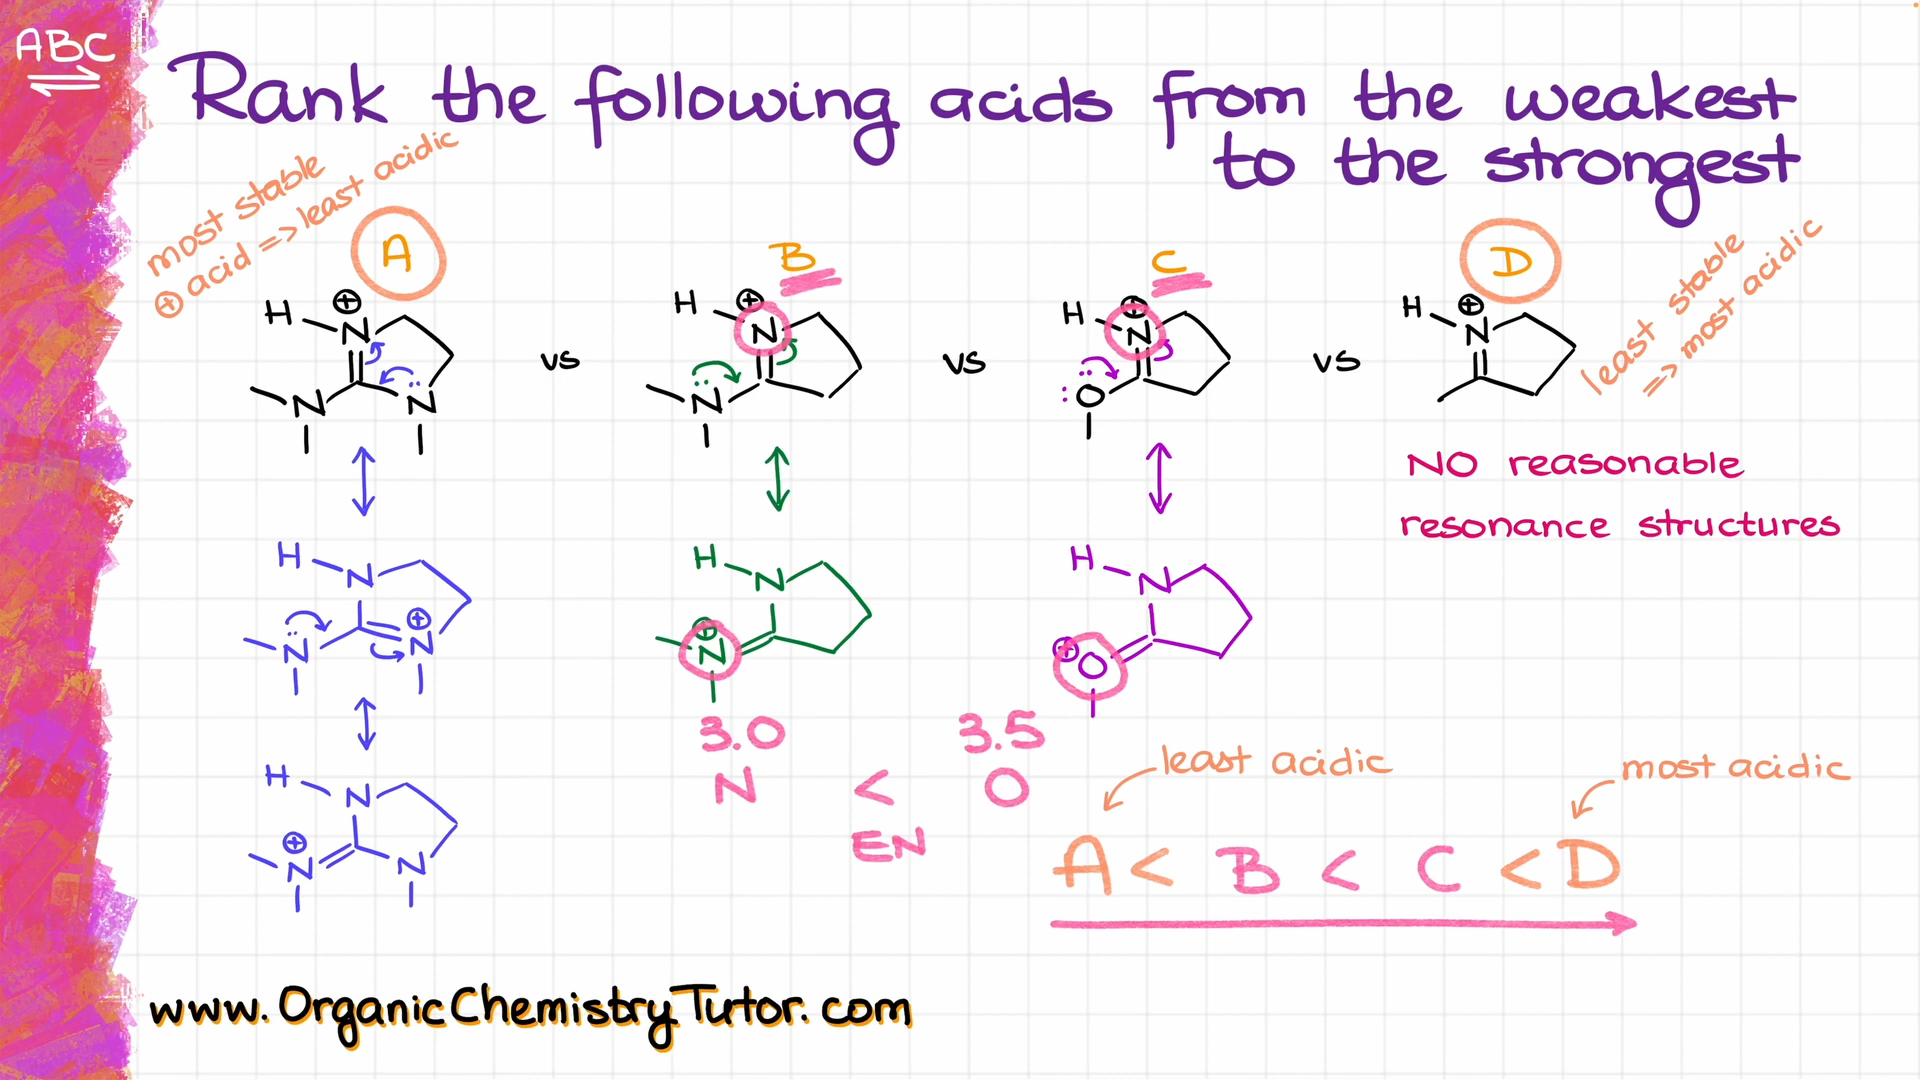 ABC
Rank the following acids from the weakest
to the strongest
most stable
⊕ acid => least acidic
A
B
C
D
least stable
=> most acidic
H ⊕ N N N
vs
H ⊕ N N
vs
H ⊕ N O
vs
H ⊕ N
NO reasonable
resonance structures
H N N ⊕ N
H N ⊕ N
H N ⊕ O
3.0
3.5
N < O
EN
H N ⊕ N N
least acidic
most acidic
A < B < C < D
www.OrganicChemistryTutor.com